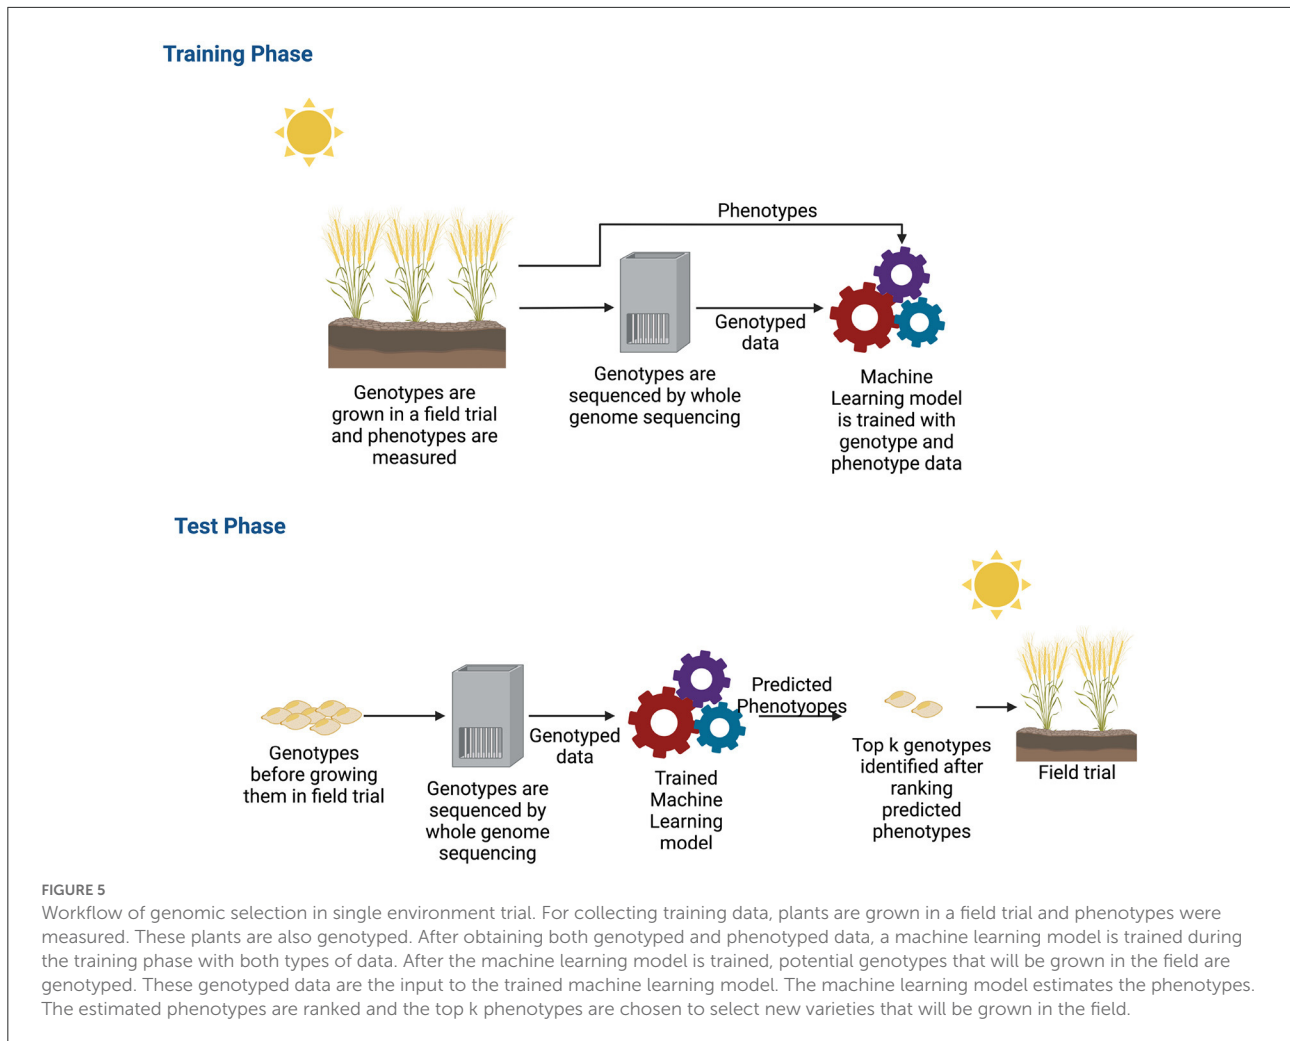 Training Phase
Phenotypes
Genotyped
data
Genotypes are
grown in a field trial
and phenotypes are
measured
Genotypes are
sequenced by whole
genome sequencing
Machine
Learning model
is trained with
genotype and
phenotype data
Test Phase
Genotypes
before growing
them in field trial
Genotyped
data
Genotypes are
sequenced by
whole genome
sequencing
Trained
Machine
Learning
model
Predicted
Phenotyopes
Top k genotypes
identified after
ranking
predicted
phenotypes
Field trial
FIGURE 5
Workflow of genomic selection in single environment trial. For collecting training data, plants are grown in a field trial and phenotypes were
measured. These plants are also genotyped. After obtaining both genotyped and phenotyped data, a machine learning model is trained during
the training phase with both types of data. After the machine learning model is trained, potential genotypes that will be grown in the field are
genotyped. These genotyped data are the input to the trained machine learning model. The machine learning model estimates the phenotypes.
The estimated phenotypes are ranked and the top k phenotypes are chosen to select new varieties that will be grown in the field.